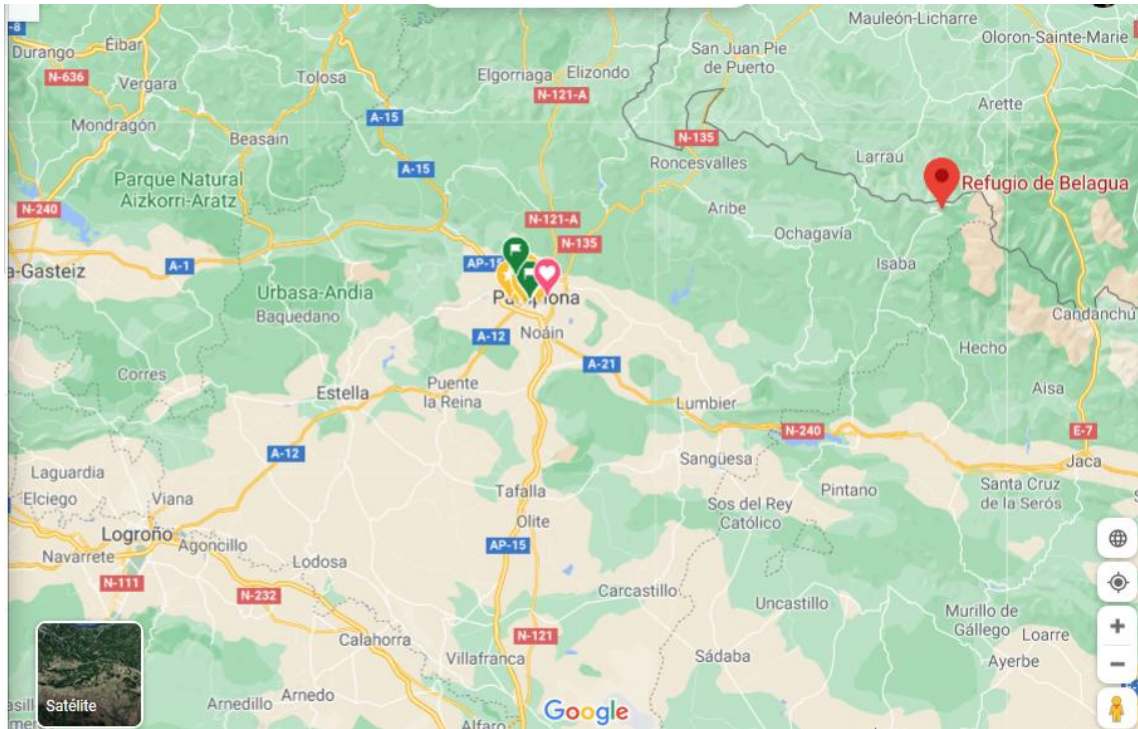 -8
Durango
Éibar
N-636
Vergara
Tolosa
Elgorriaga
Elizondo
N-121-A
San Juan Pie
de Puerto
Mauléon-Licharre
Oloron-Sainte-Marie
Mondragón
Beasain
A-15
A-15
N-135
Roncesvalles
Larrau
Arette
Parque Natural
Aizkorri-Aratz
N-240
N-121-A
N-135
Aribe
Refugio de Belagua
Ochagavía
Isaba
a-Gasteiz
A-1
AP-15
Urbasa-Andia
Baquedano
Pamplona
A-12
Noáin
A-21
Candanchú
Hecho
Aisa
Corres
Estella
Puente
la Reina
Lumbier
N-240
E-7
Jaca
A-12
Sangüesa
Laguardia
Elciego
Viana
Tafalla
Olite
Sos del Rey
Católico
Pintano
Santa Cruz
de la Serós
Logroño
Agoncillo
Navarrete
AP-15
Lodosa
N-111
N-232
Carcastillo
Uncastillo
Murillo de
Gállego
Loarre
Ayerbe
Calahorra
N-121
Villafranca
Sádaba
Satélite
Arnedillo
Arnedo
Alfaro
Google